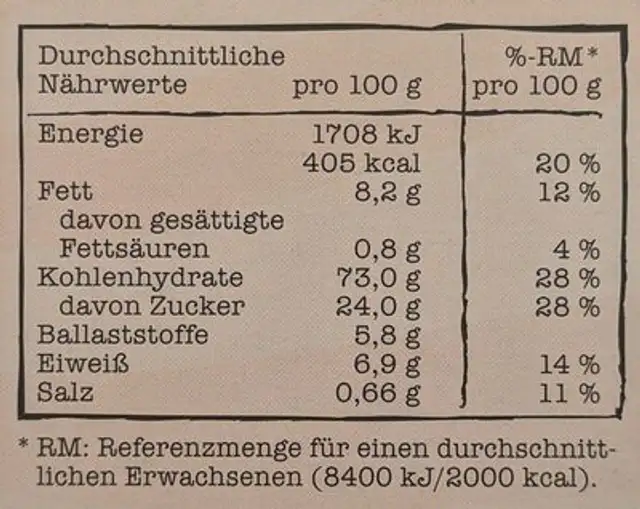 Durchschnittliche %-RM*
Nährwerte pro 100 g pro 100 g
Energie 1708 kJ
405 kcal 20 %
Fett 8,2 g 12 %
davon gesättigte
Fettsäuren 0,8 g 4 %
Kohlenhydrate 73,0 g 28 %
davon Zucker 24,0 g 28 %
Ballaststoffe 5,8 g
Eiweiß 6,9 g 14 %
Salz 0,66 g 11 %
* RM: Referenzmenge für einen durchschnitt-
lichen Erwachsenen (8400 kJ/2000 kcal).